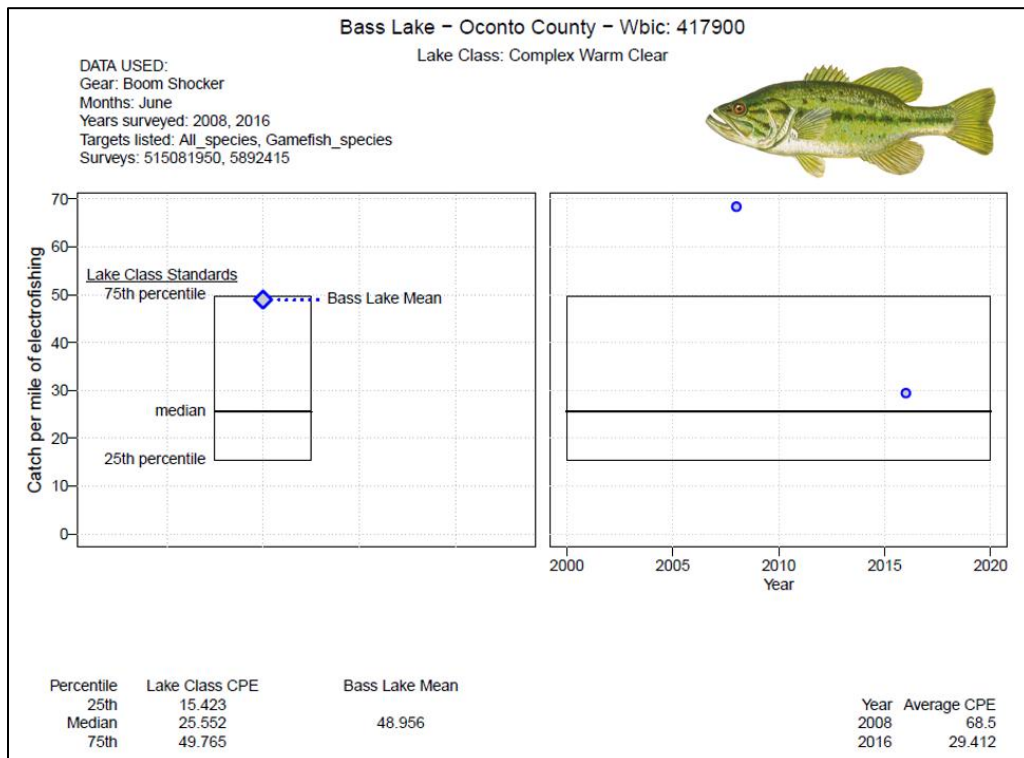 Bass Lake − Oconto County − Wbic: 417900
Lake Class: Complex Warm Clear
DATA USED:
Gear: Boom Shocker
Months: June
Years surveyed: 2008, 2016
Targets listed: All_species, Gamefish_species
Surveys: 515081950, 5892415
Catch per mile of electrofishing
70
60
50
40
30
20
10
0
Lake Class Standards
75th percentile
Bass Lake Mean
median
25th percentile
2000 2005 2010 2015 2020
Year
Percentile Lake Class CPE Bass Lake Mean
25th 15.423
Median 25.552 48.956
75th 49.765
Year Average CPE
2008 68.5
2016 29.412